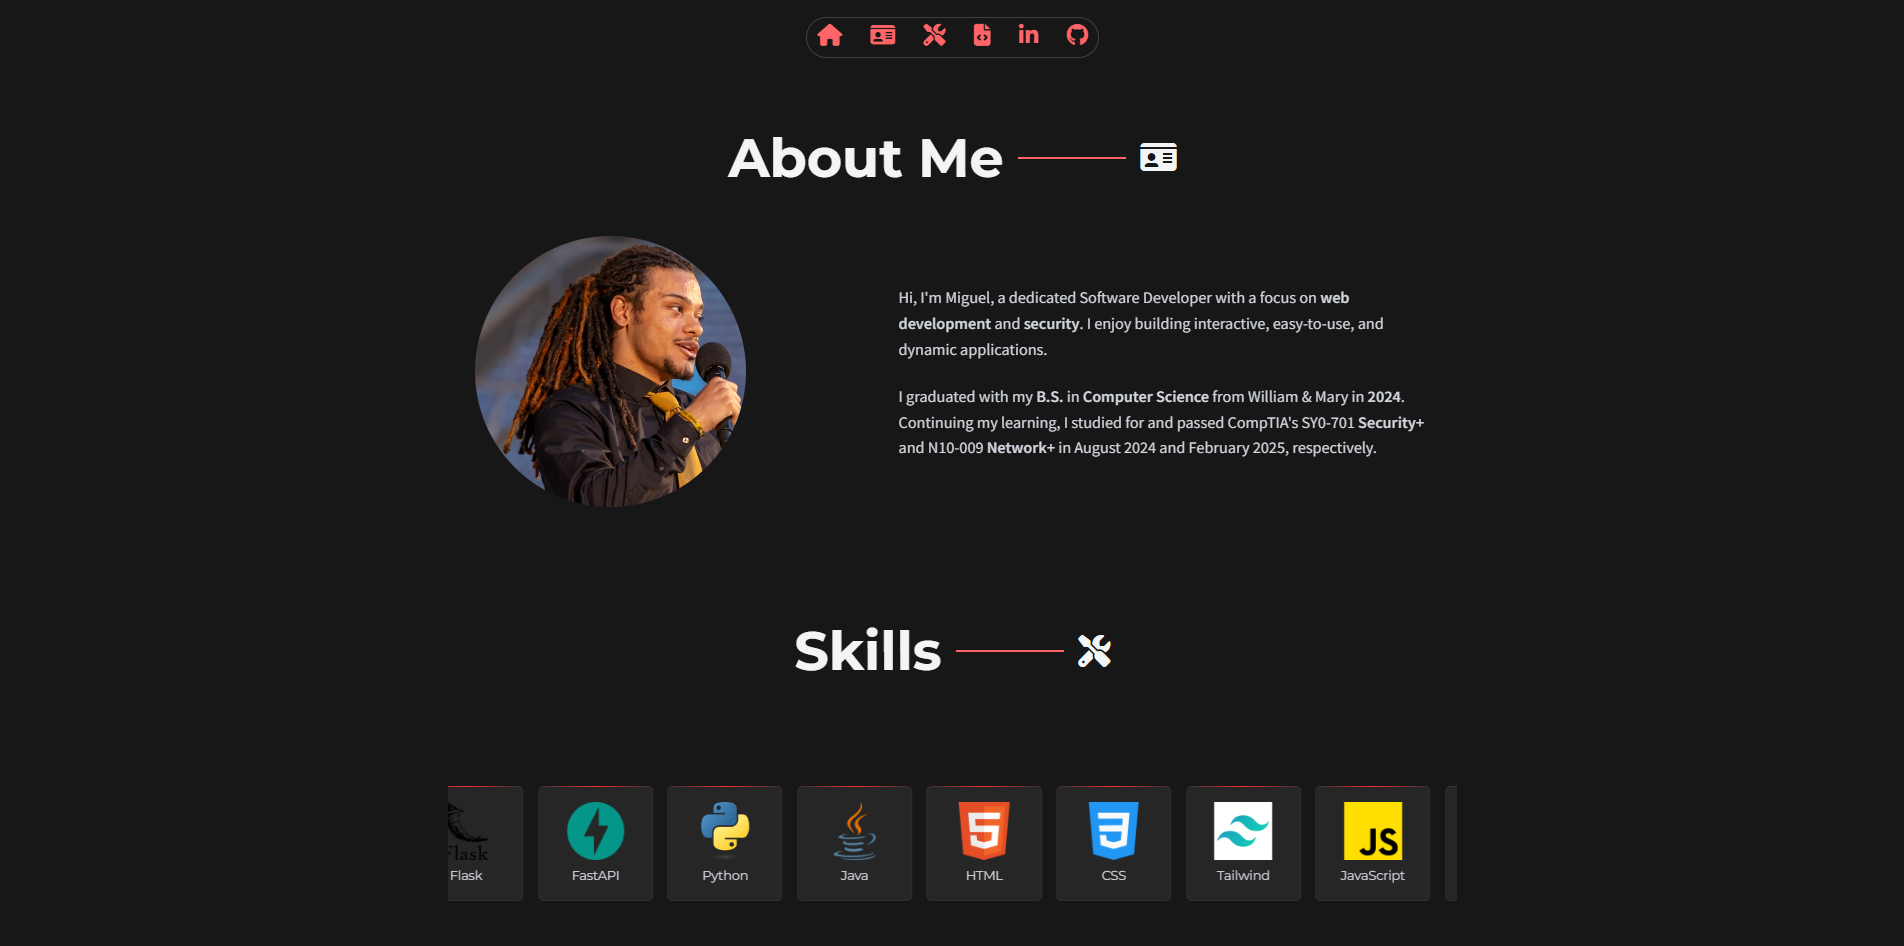 in
About Me
Hi, I'm Miguel, a dedicated Software Developer with a focus on web
development and security. I enjoy building interactive, easy-to-use, and
dynamic applications.
I graduated with my B.S. in Computer Science from William & Mary in 2024.
Continuing my learning, I studied for and passed CompTIA's SY0-701 Security+
and N10-009 Network+ in August 2024 and February 2025, respectively.
Skills
Flask
JS
Flask
FastAPI
Python
Java
HTML
CSS
Tailwind
JavaScript